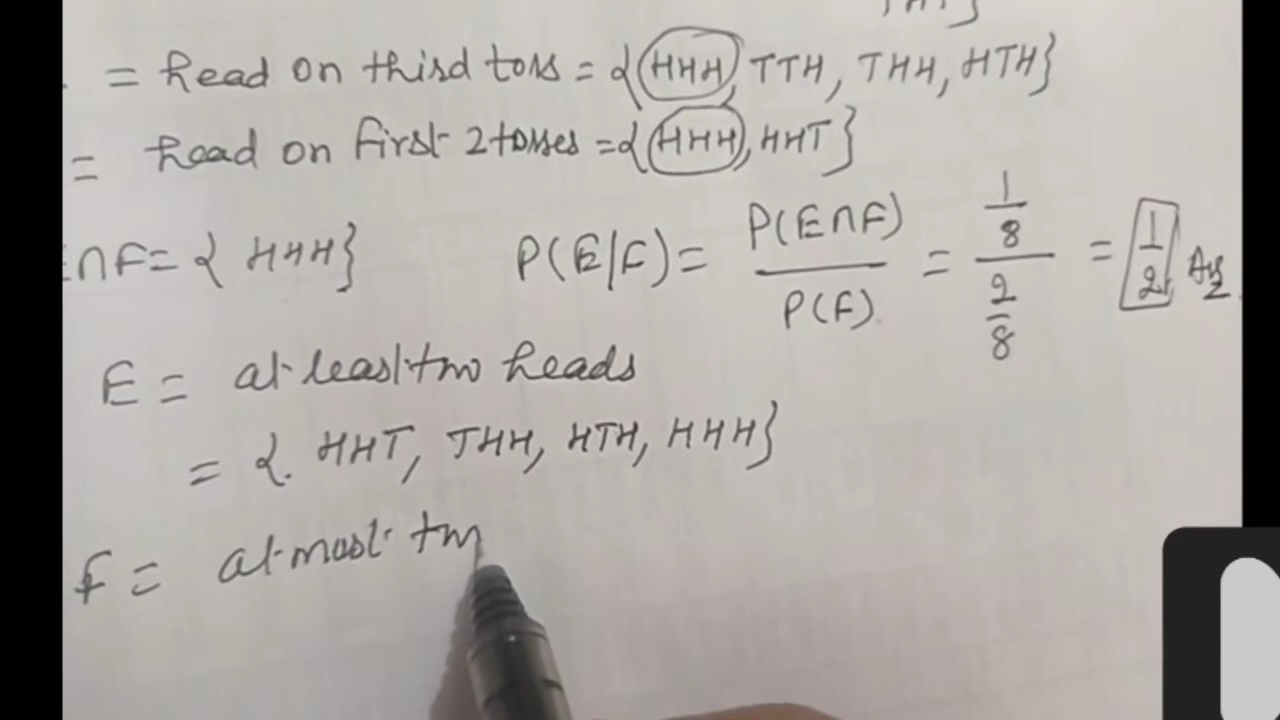 = head on third toss = {HHH, TTH, THH, HTH}
= head on first 2 tosses = {HHH, HHT}
E∩F = { HHH} P(E/F) = P(E∩F) / P(F) = 1/8 / 2/8 = 1/2 Ans
E = at least two heads
= { HHT, THH, HTH, HHH}
F = at most tw